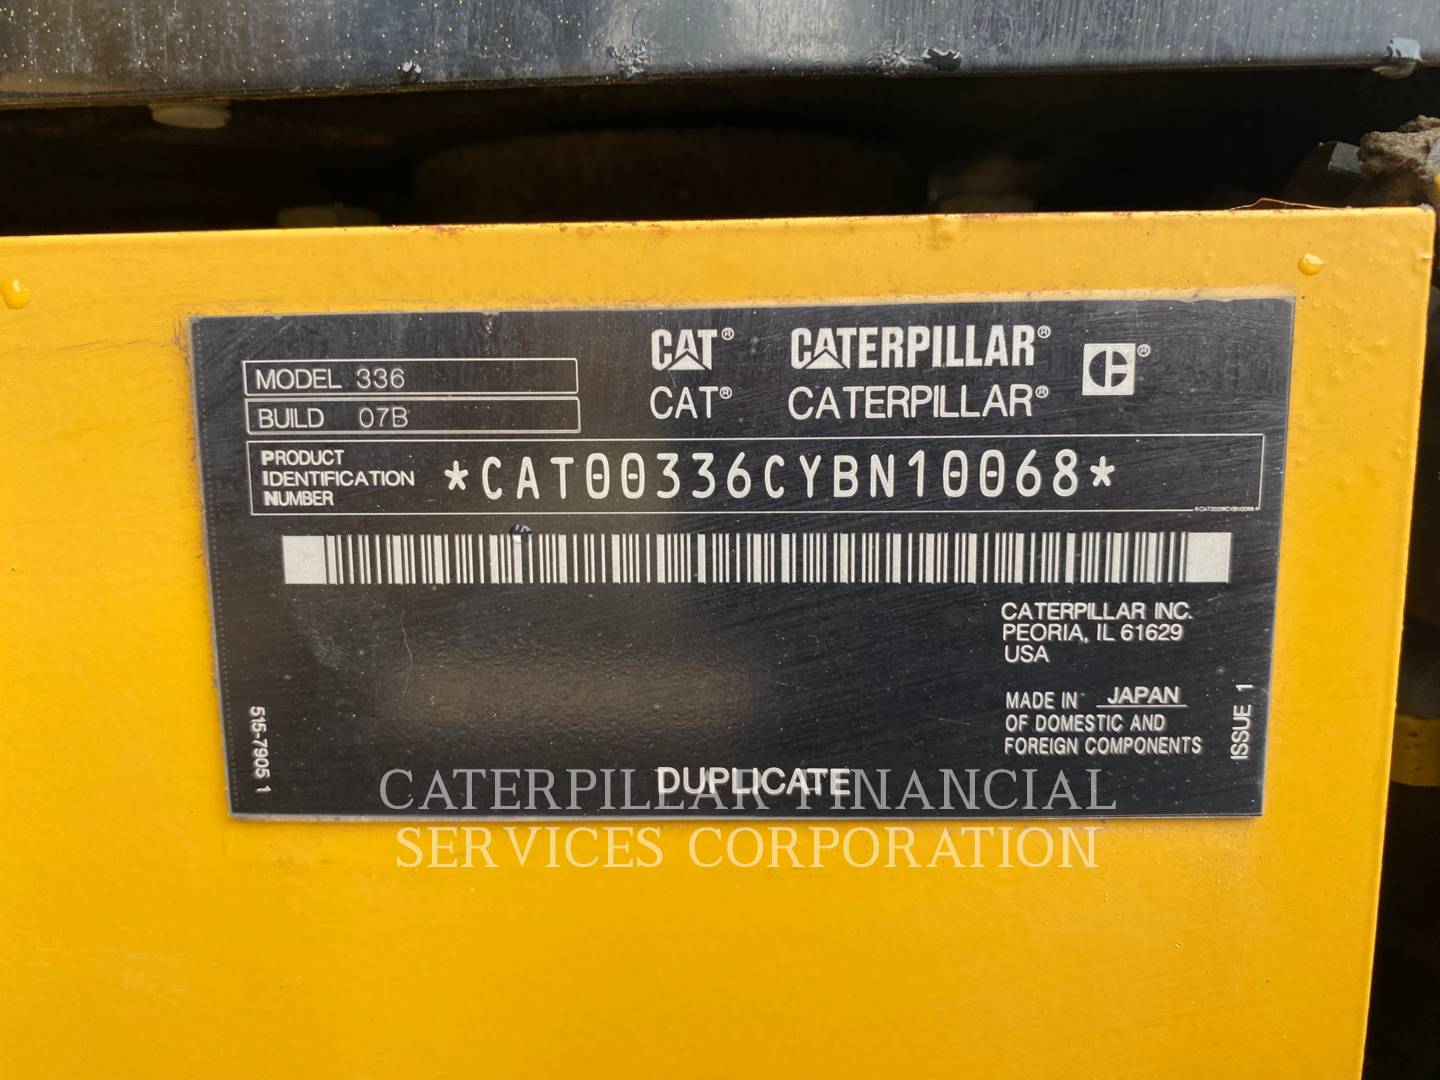 CAT® CATERPILLAR®
CAT® CATERPILLAR®
MODEL 336
BUILD 07B
PRODUCT
IDENTIFICATION
NUMBER
*CAT00336CYBN10068*
CATERPILLAR INC.
PEORIA, IL 61629
USA
MADE IN JAPAN
OF DOMESTIC AND
FOREIGN COMPONENTS
ISSUE 1
515-7905 1
DUPLICATE
CATERPILLAR FINANCIAL
SERVICES CORPORATION